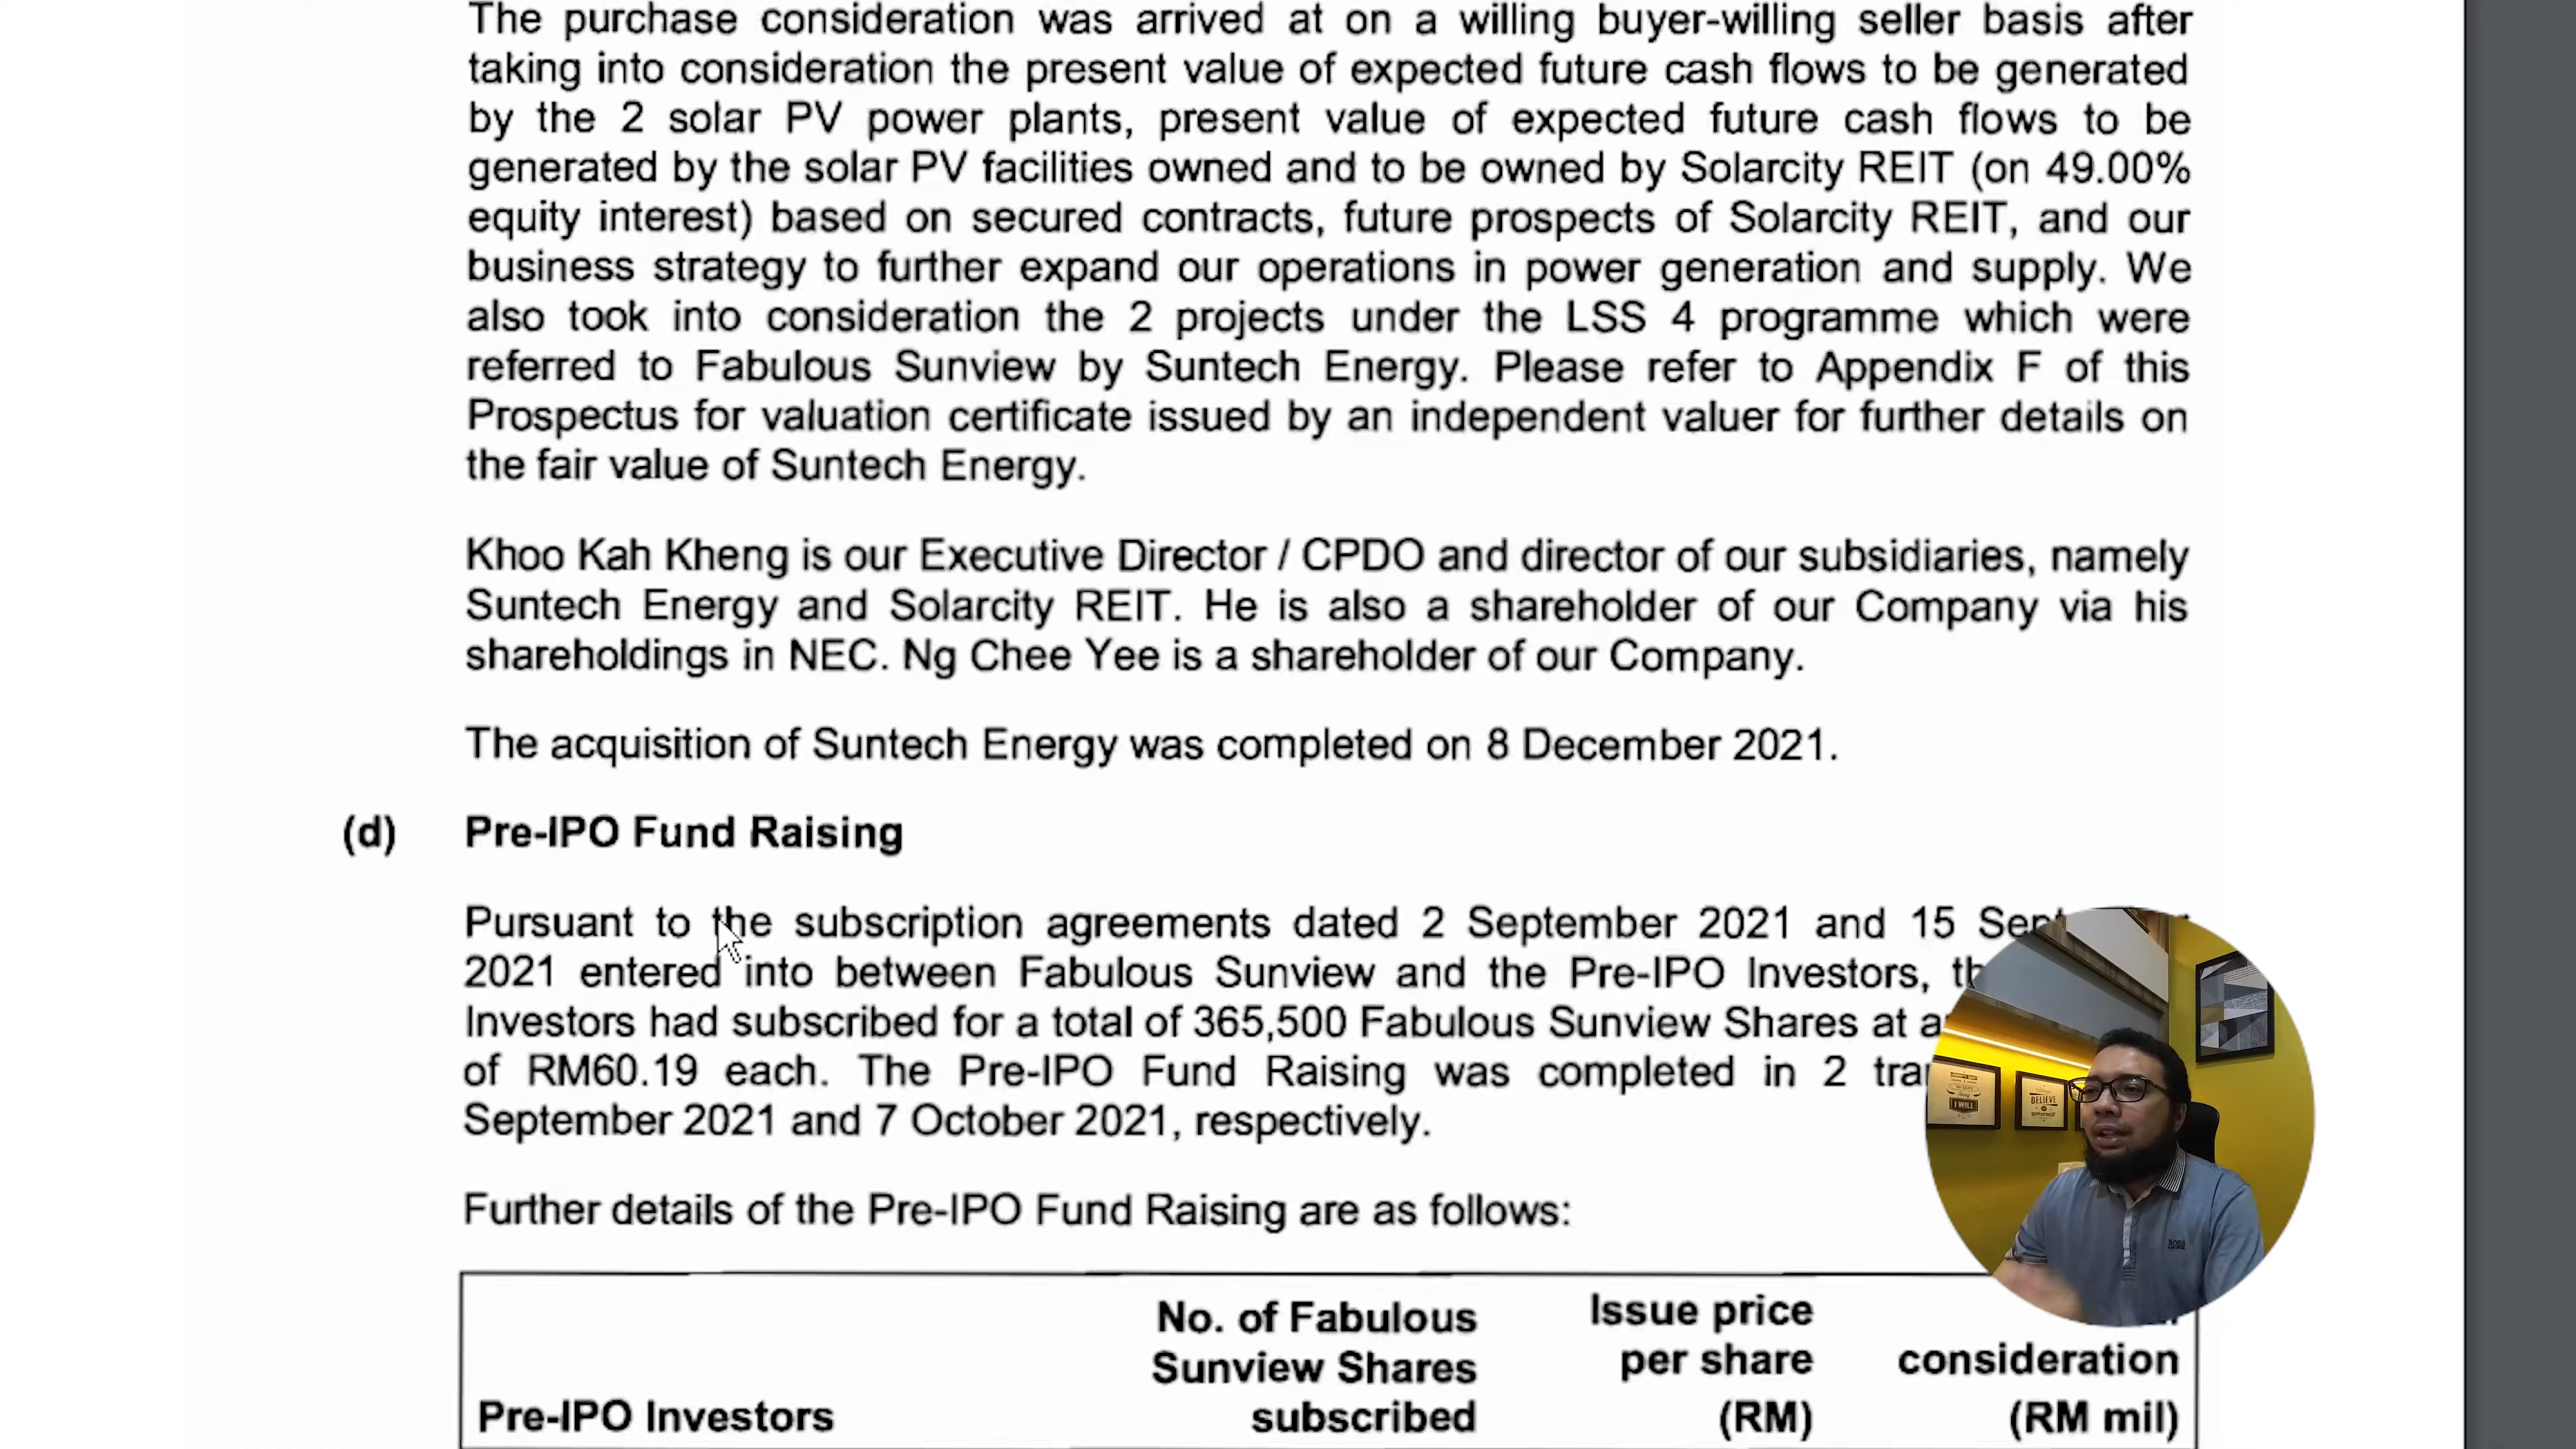 The purchase consideration was arrived at on a willing buyer-willing seller basis after
taking into consideration the present value of expected future cash flows to be generated
by the 2 solar PV power plants, present value of expected future cash flows to be
generated by the solar PV facilities owned and to be owned by Solarcity REIT (on 49.00%
equity interest) based on secured contracts, future prospects of Solarcity REIT, and our
business strategy to further expand our operations in power generation and supply. We
also took into consideration the 2 projects under the LSS 4 programme which were
referred to Fabulous Sunview by Suntech Energy. Please refer to Appendix F of this
Prospectus for valuation certificate issued by an independent valuer for further details on
the fair value of Suntech Energy.
Khoo Kah Kheng is our Executive Director / CPDO and director of our subsidiaries, namely
Suntech Energy and Solarcity REIT. He is also a shareholder of our Company via his
shareholdings in NEC. Ng Chee Yee is a shareholder of our Company.
The acquisition of Suntech Energy was completed on 8 December 2021.
(d) Pre-IPO Fund Raising
Pursuant to the subscription agreements dated 2 September 2021 and 15
2021 entered into between Fabulous Sunview and the Pre-IPO Investors,
Investors had subscribed for a total of 365,500 Fabulous Sunview Shares at
of RM60.19 each. The Pre-IPO Fund Raising was completed in 2
September 2021 and 7 October 2021, respectively.
Further details of the Pre-IPO Fund Raising are as follows:
Pre-IPO Investors
No. of Fabulous
Sunview Shares
subscribed
Issue price
per share
(RM)
consideration
(RM mil)
I WILL
BELIEVE
yourself
BOSS